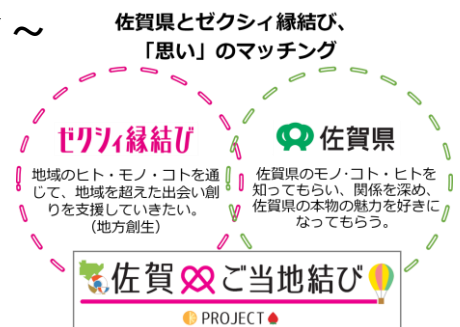 ～
佐賀県とゼクシィ縁結び、
「思い」のマッチング
ゼクシィ縁結び
地域のヒト・モノ・コトを通
じて、地域を超えた出会い創
りを支援していきたい。
（地方創生）
佐賀県
佐賀県のモノ･コト・ヒトを
知ってもらい、関係を深め、
佐賀県の本物の魅力を好きに
なってもらう。
佐賀ご当地結び
PROJECT